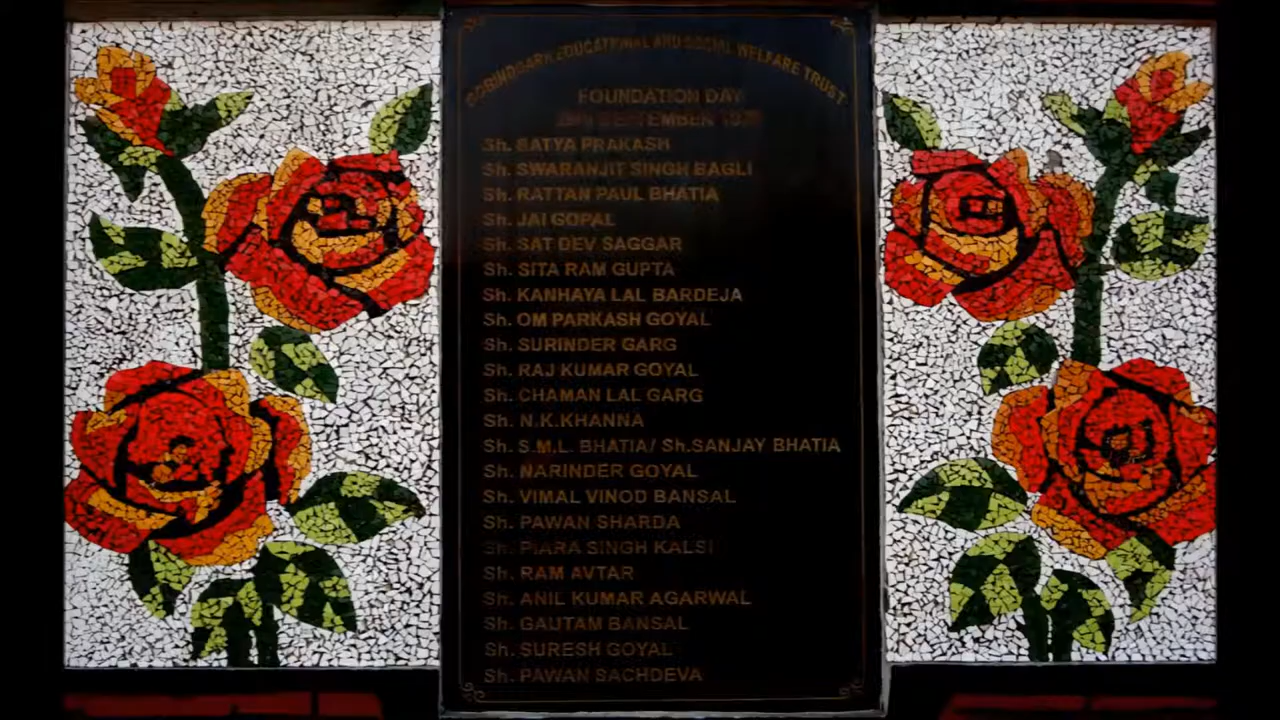 GOBINDGARH EDUCATIONAL AND SOCIAL WELFARE TRUST
FOUNDATION DAY
SEPTEMBER
Sh. SATYA PRAKASH
Sh. SWARANJIT SINGH BAGLI
Sh. RATTAN PAUL BHATIA
Sh. JAI GOPAL
Sh. SAT DEV SAGGAR
Sh. SITA RAM GUPTA
Sh. KANHAYA LAL BARDEJA
Sh. OM PARKASH GOYAL
Sh. SURINDER GARG
Sh. RAJ KUMAR GOYAL
Sh. CHAMAN LAL GARG
Sh. N.K.KHANNA
Sh. S.M.L. BHATIA/ Sh.SANJAY BHATIA
Sh. NARINDER GOYAL
Sh. VIMAL VINOD BANSAL
Sh. PAWAN SHARDA
Sh. PIARA SINGH KALSI
Sh. RAM AVTAR
Sh. ANIL KUMAR AGARWAL
Sh. GAUTAM BANSAL
Sh. SURESH GOYAL
Sh. PAWAN SACHDEVA